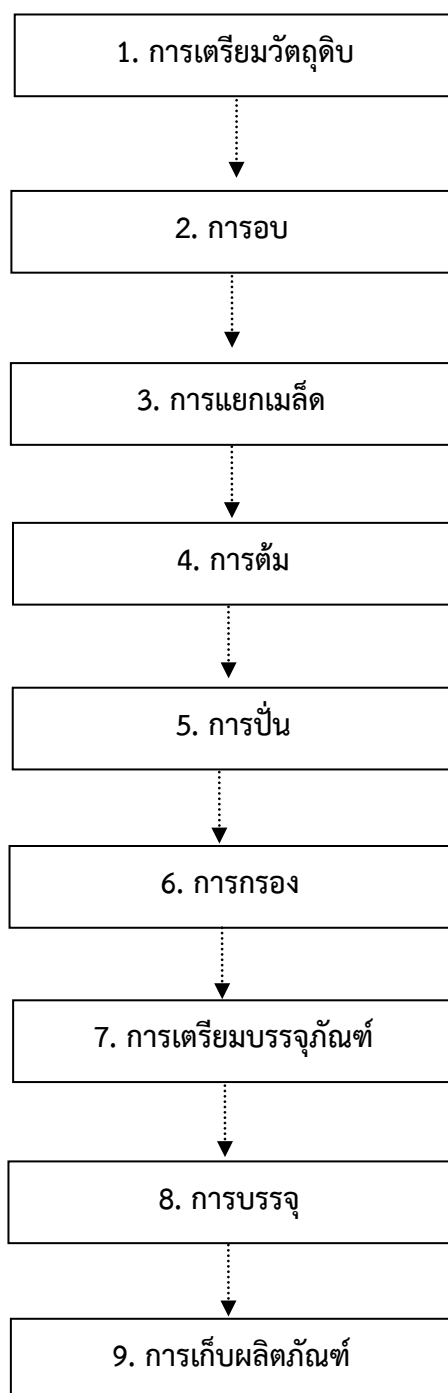 1. การเตรียมวัตถุดิบ
2. การอบ
3. การแยกเมล็ด
4. การต้ม
5. การปั่น
6. การกรอง
7. การเตรียมบรรจุภัณฑ์
8. การบรรจุ
9. การเก็บผลิตภัณฑ์